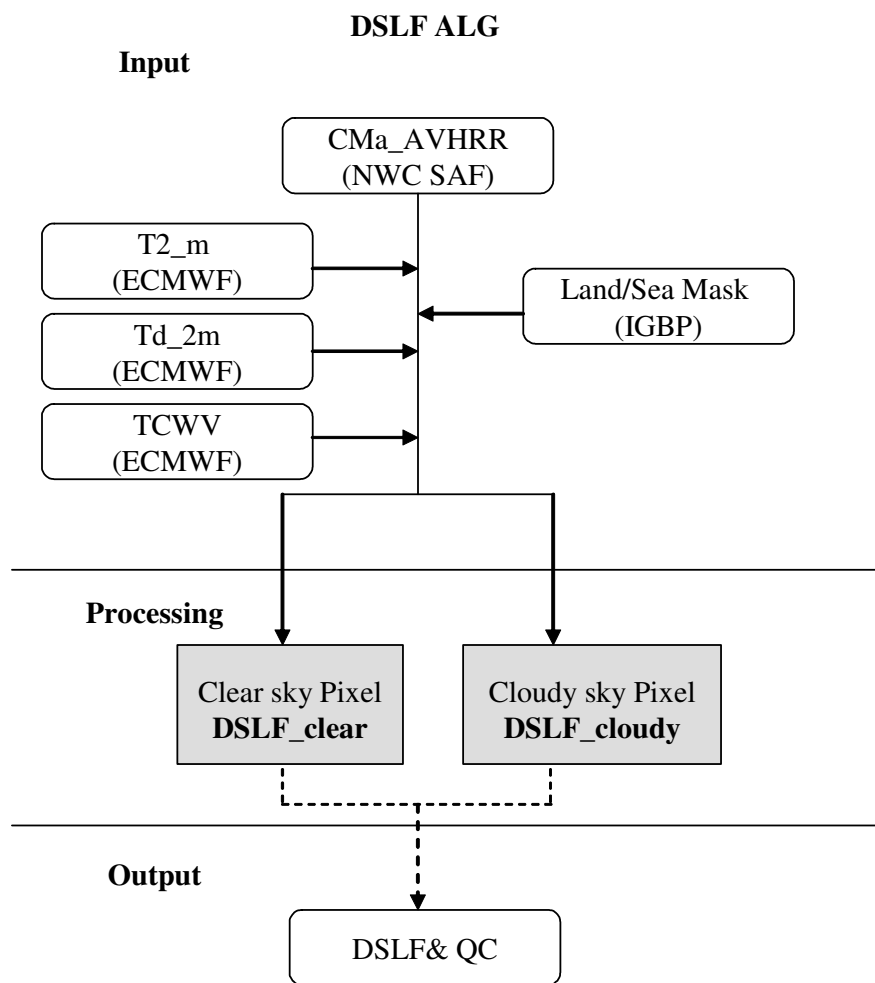 DSLF ALG
Input
CMa_AVHRR
(NWC SAF)
T2_m
(ECMWF)
Land/Sea Mask
(IGBP)
Td_2m
(ECMWF)
TCWV
(ECMWF)
Processing
Clear sky Pixel
DSLF_clear
Cloudy sky Pixel
DSLF_cloudy
Output
DSLF& QC